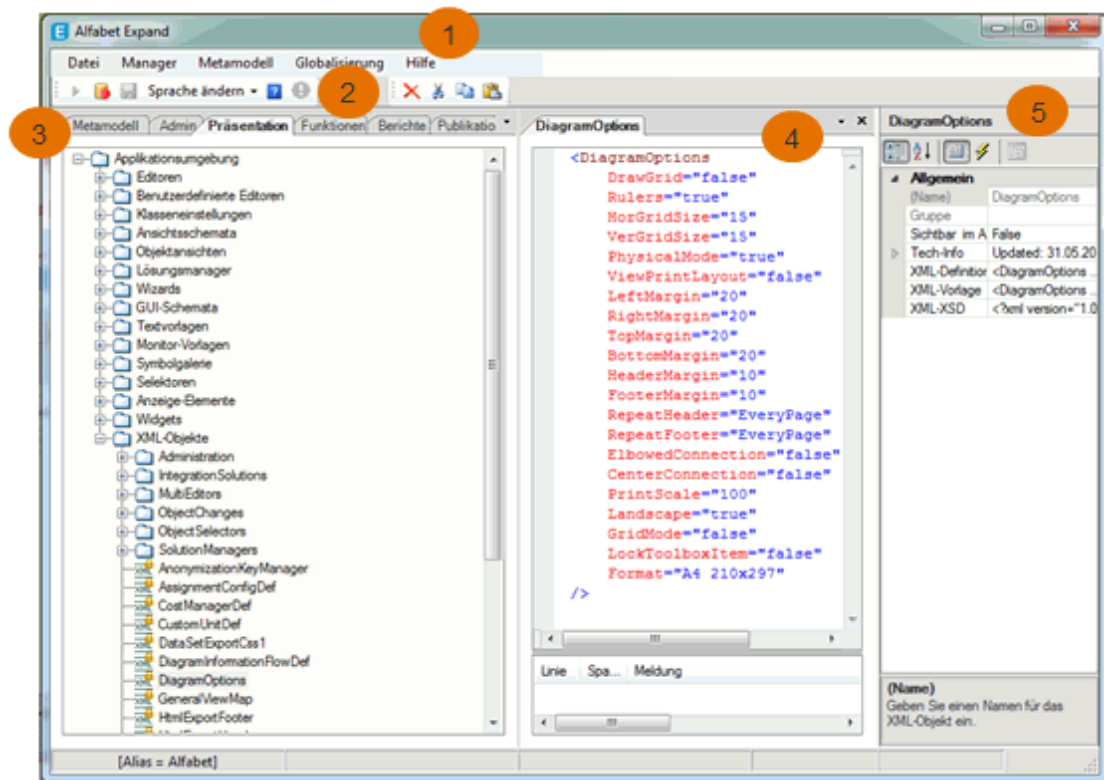 Alfabet Expand
1
Datei Manager Metamodell Globalisierung Hilfe
Sprache ändern
2
3
Metamodell Admin Präsentation Funktionen Berichte Publikatio
Applikationsumgebung
Editoren
Benutzerdefinierte Editoren
Klasseneinstellungen
Ansichtsschemata
Objektansichten
Lösungsmanager
Wizards
GUI-Schemata
Textvorlagen
Monitor-Vorlagen
Symbolgalerie
Selektoren
Anzeige-Elemente
Widgets
XML-Objekte
Administration
IntegrationSolutions
MultiEditors
ObjectChanges
ObjectSelectors
SolutionManagers
AnonymizationKeyManager
AssignmentConfigDef
CostManagerDef
CustomUnitDef
DataSetExportCss1
DiagramInformationFlowDef
DiagramOptions
GeneralViewMap
HtmlExportFooter
DiagramOptions
4
<DiagramOptions
DrawGrid="false"
Rulers="true"
HorGridSize="15"
VerGridSize="15"
PhysicalMode="true"
ViewPrintLayout="false"
LeftMargin="20"
RightMargin="20"
TopMargin="20"
BottomMargin="20"
HeaderMargin="10"
FooterMargin="10"
RepeatHeader="EveryPage"
RepeatFooter="EveryPage"
ElbowedConnection="false"
CenterConnection="false"
PrintScale="100"
Landscape="true"
GridMode="false"
LockToolboxItem="false"
Format="A4 210x297"
/>
Linie Spa... Meldung
DiagramOptions
5
Allgemein
(Name) DiagramOptions
Gruppe
Sichtbar im A False
Tech-Info Updated: 31.05.20
XML-Definition <DiagramOptions ...
XML-Vorlage <DiagramOptions ...
XML-XSD <?xml version="1.0
(Name)
Geben Sie einen Namen für das
XML-Objekt ein.
[Alias = Alfabet]